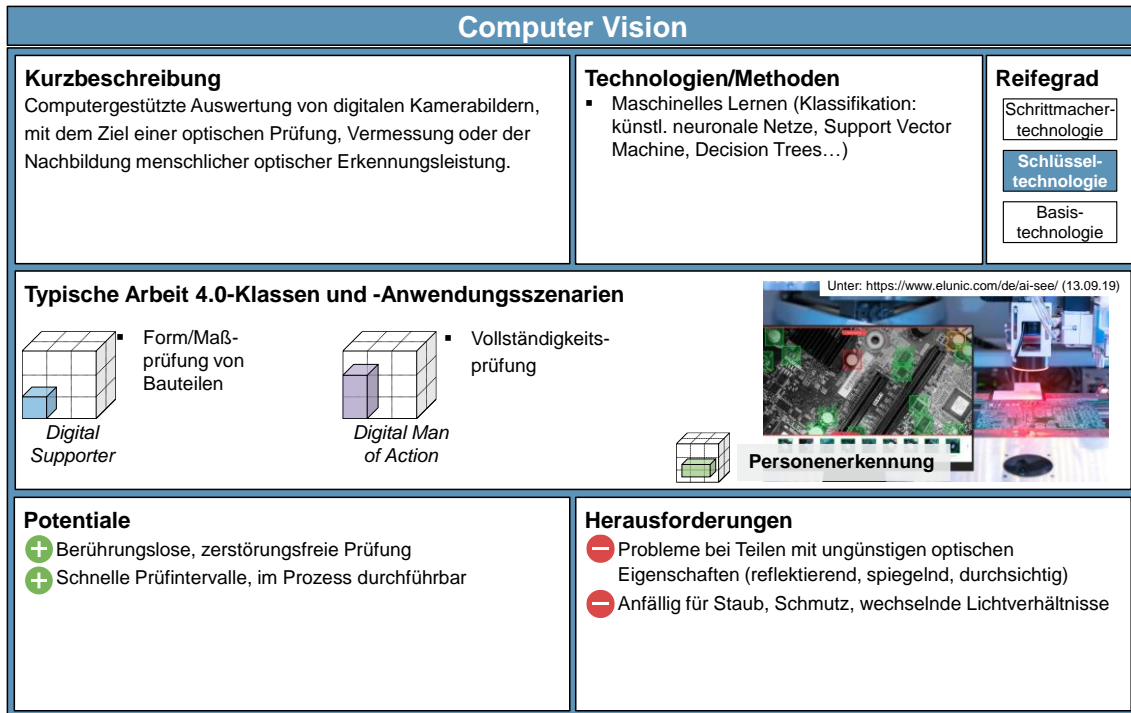 Computer Vision
Kurzbeschreibung
Computergestützte Auswertung von digitalen Kamerabildern,
mit dem Ziel einer optischen Prüfung, Vermessung oder der
Nachbildung menschlicher optischer Erkennungsleistung.
Technologien/Methoden
▪ Maschinelles Lernen (Klassifikation:
künstl. neuronale Netze, Support Vector
Machine, Decision Trees…)
Reifegrad
Schrittmacher-
technologie
Schlüssel-
technologie
Basis-
technologie
Typische Arbeit 4.0-Klassen und -Anwendungsszenarien
Unter: https://www.elunic.com/de/ai-see/ (13.09.19)
▪ Form/Maß-
prüfung von
Bauteilen
Digital
Supporter
▪ Vollständigkeits-
prüfung
Digital Man
of Action
Personenerkennung
Potentiale
Berührungslose, zerstörungsfreie Prüfung
Schnelle Prüfintervalle, im Prozess durchführbar
Herausforderungen
Probleme bei Teilen mit ungünstigen optischen
Eigenschaften (reflektierend, spiegelnd, durchsichtig)
Anfällig für Staub, Schmutz, wechselnde Lichtverhältnisse